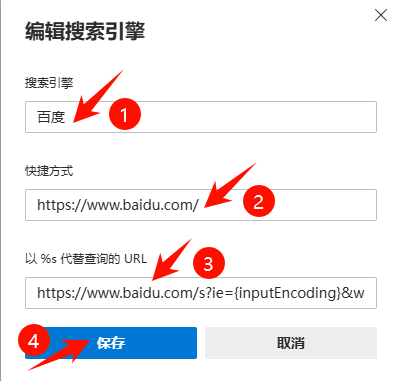 编辑搜索引擎
搜索引擎
百度
1
快捷方式
https://www.baidu.com/
2
以 %s 代替查询的 URL
3
https://www.baidu.com/s?ie={inputEncoding}&w
4
保存
取消